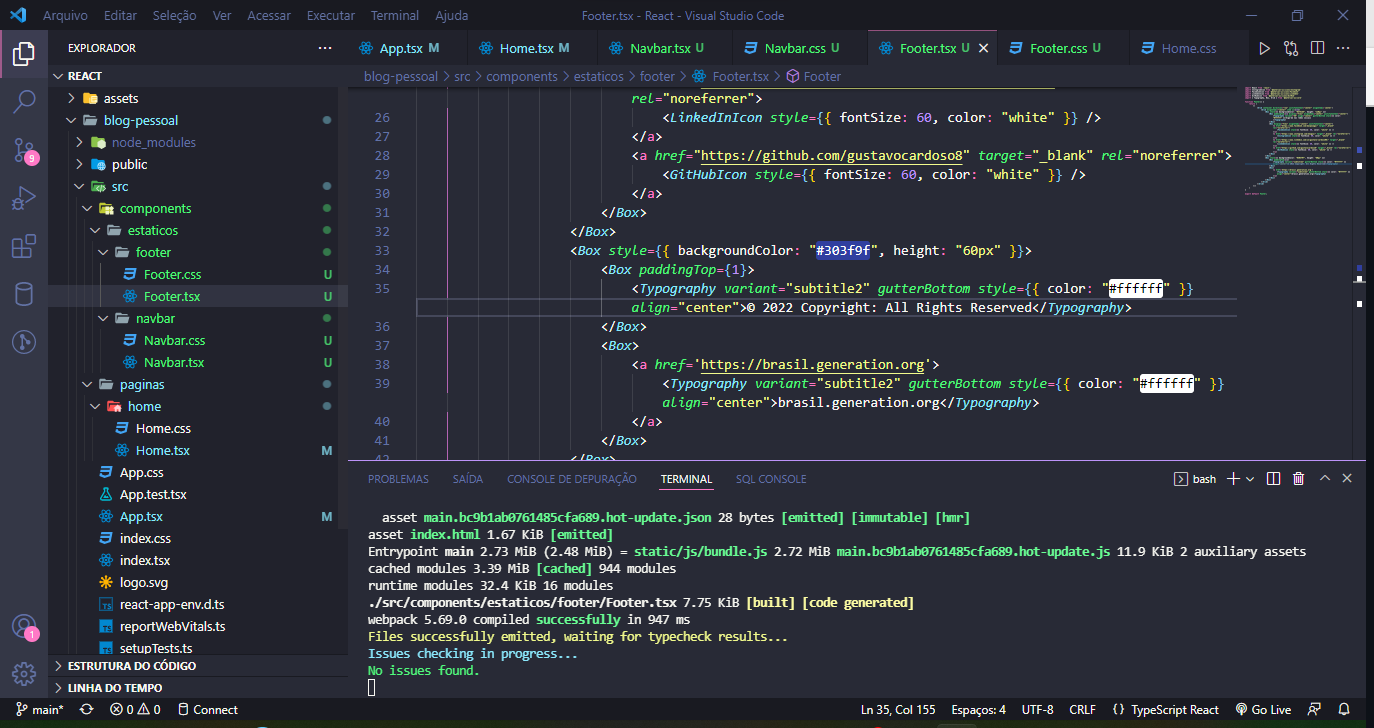 Arquivo Editar Seleção Ver Acessar Executar Terminal Ajuda
Footer.tsx - React - Visual Studio Code
EXPLORADOR
REACT
assets
blog-pessoal
node_modules
public
src
components
estaticos
footer
Footer.css U
Footer.tsx U
navbar
Navbar.css U
Navbar.tsx U
paginas
home
Home.css
Home.tsx M
App.css
App.test.tsx
App.tsx M
index.css
index.tsx
logo.svg
react-app-env.d.ts
reportWebVitals.ts
setupTests.ts
ESTRUTURA DO CÓDIGO
LINHA DO TEMPO
9
1
App.tsx M Home.tsx M Navbar.tsx U Navbar.css U Footer.tsx U Footer.css U Home.css
blog-pessoal > src > components > estaticos > footer > Footer.tsx > Footer
rel="noreferrer">
26 <LinkedInIcon style={{ fontSize: 60, color: "white" }} />
27 </a>
28 <a href="https://github.com/gustavocardoso8" target="_blank" rel="noreferrer">
29 <GitHubIcon style={{ fontSize: 60, color: "white" }} />
30 </a>
31 </Box>
32 </Box>
33 <Box style={{ backgroundColor: "#303f9f", height: "60px" }}>
34 <Box paddingTop={1}>
35 <Typography variant="subtitle2" gutterBottom style={{ color: "#ffffff" }}
align="center">© 2022 Copyright: All Rights Reserved</Typography>
36 </Box>
37 <Box>
38 <a href='https://brasil.generation.org'>
39 <Typography variant="subtitle2" gutterBottom style={{ color: "#ffffff" }}
align="center">brasil.generation.org</Typography>
40 </a>
41 </Box>
42 </Box>
PROBLEMAS SAÍDA CONSOLE DE DEPURAÇÃO TERMINAL SQL CONSOLE
bash
asset main.bc9b1ab0761485cfa689.hot-update.json 28 bytes [emitted] [immutable] [hmr]
asset index.html 1.67 KiB [emitted]
Entrypoint main 2.73 MiB (2.48 MiB) = static/js/bundle.js 2.72 MiB main.bc9b1ab0761485cfa689.hot-update.js 11.9 KiB 2 auxiliary assets
cached modules 3.39 MiB [cached] 944 modules
runtime modules 32.4 KiB 16 modules
./src/components/estaticos/footer/Footer.tsx 7.75 KiB [built] [code generated]
webpack 5.69.0 compiled successfully in 947 ms
Files successfully emitted, waiting for typecheck results...
Issues checking in progress...
No issues found.
main* 0 0 Connect Ln 35, Col 155 Espaços: 4 UTF-8 CRLF {} TypeScript React Go Live